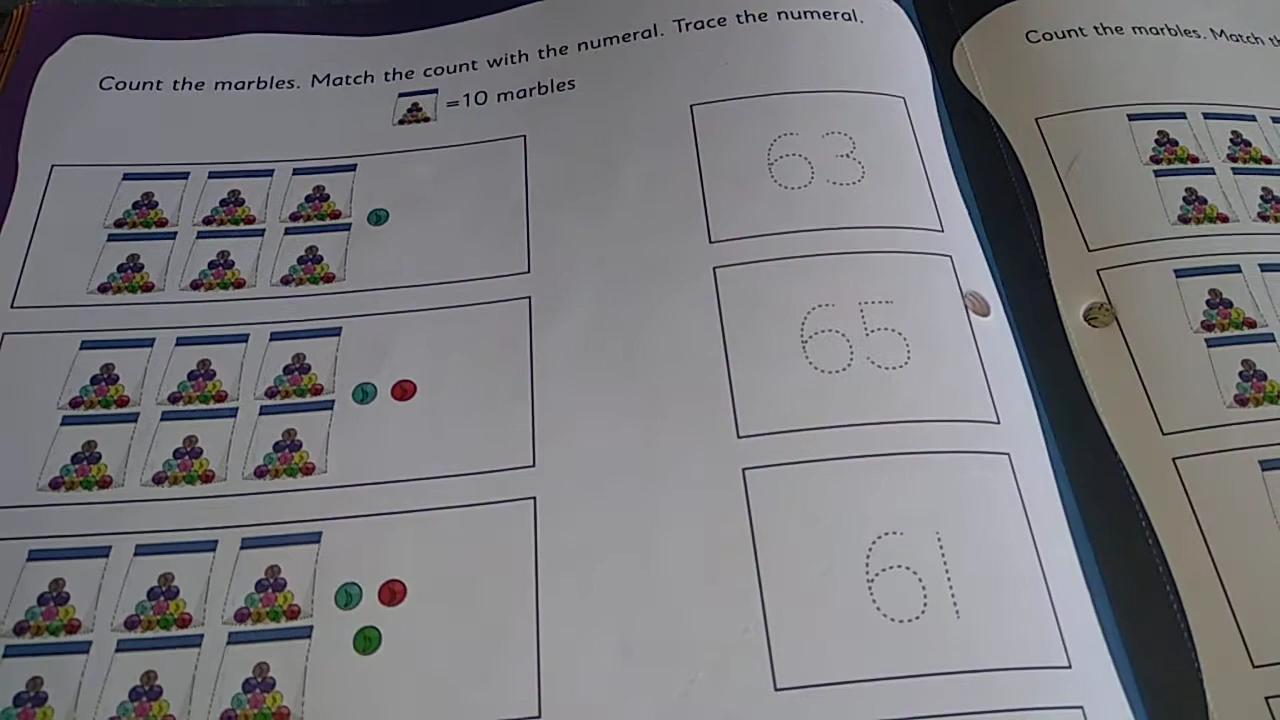 Count the marbles. Match the count with the numeral. Trace the numeral.
=10 marbles
63
65
61
Count the marbles. Match